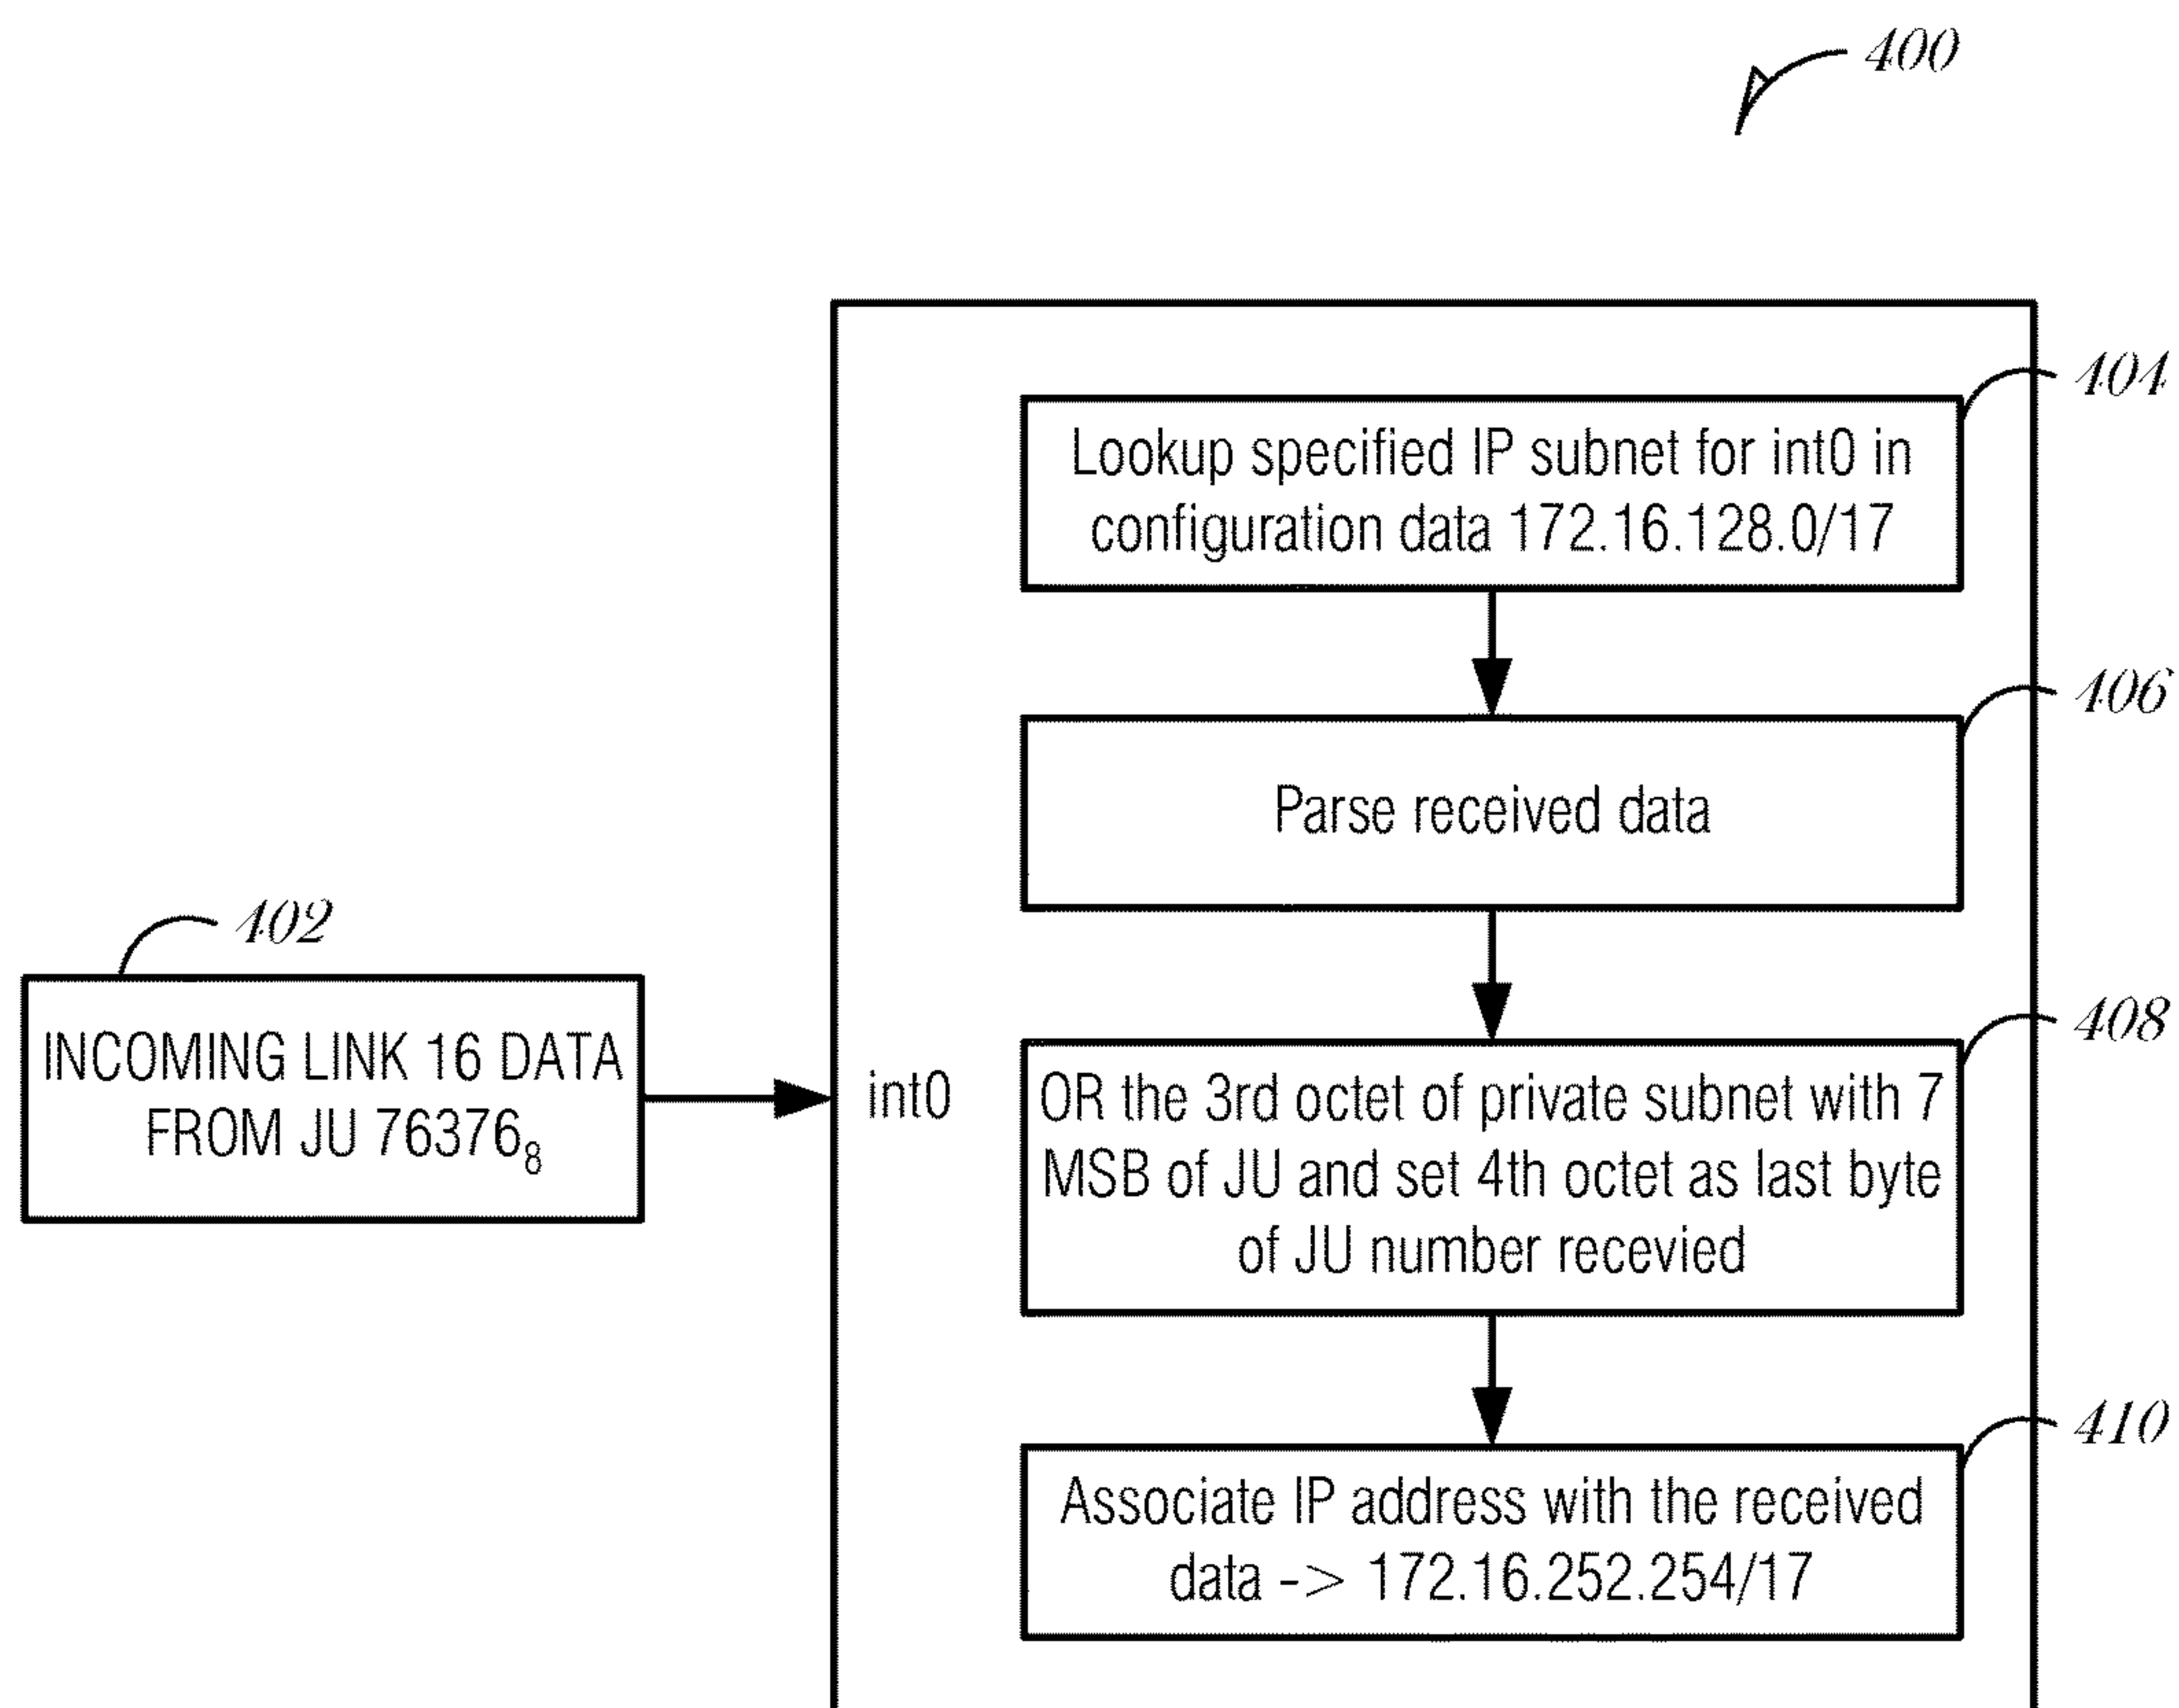 400
404
Lookup specified IP subnet for int0 in
configuration data 172.16.128.0/17
406
Parse received data
402
INCOMING LINK 16 DATA
FROM JU 76376₈
int0
408
OR the 3rd octet of private subnet with 7
MSB of JU and set 4th octet as last byte
of JU number recevied
410
Associate IP address with the received
data -> 172.16.252.254/17